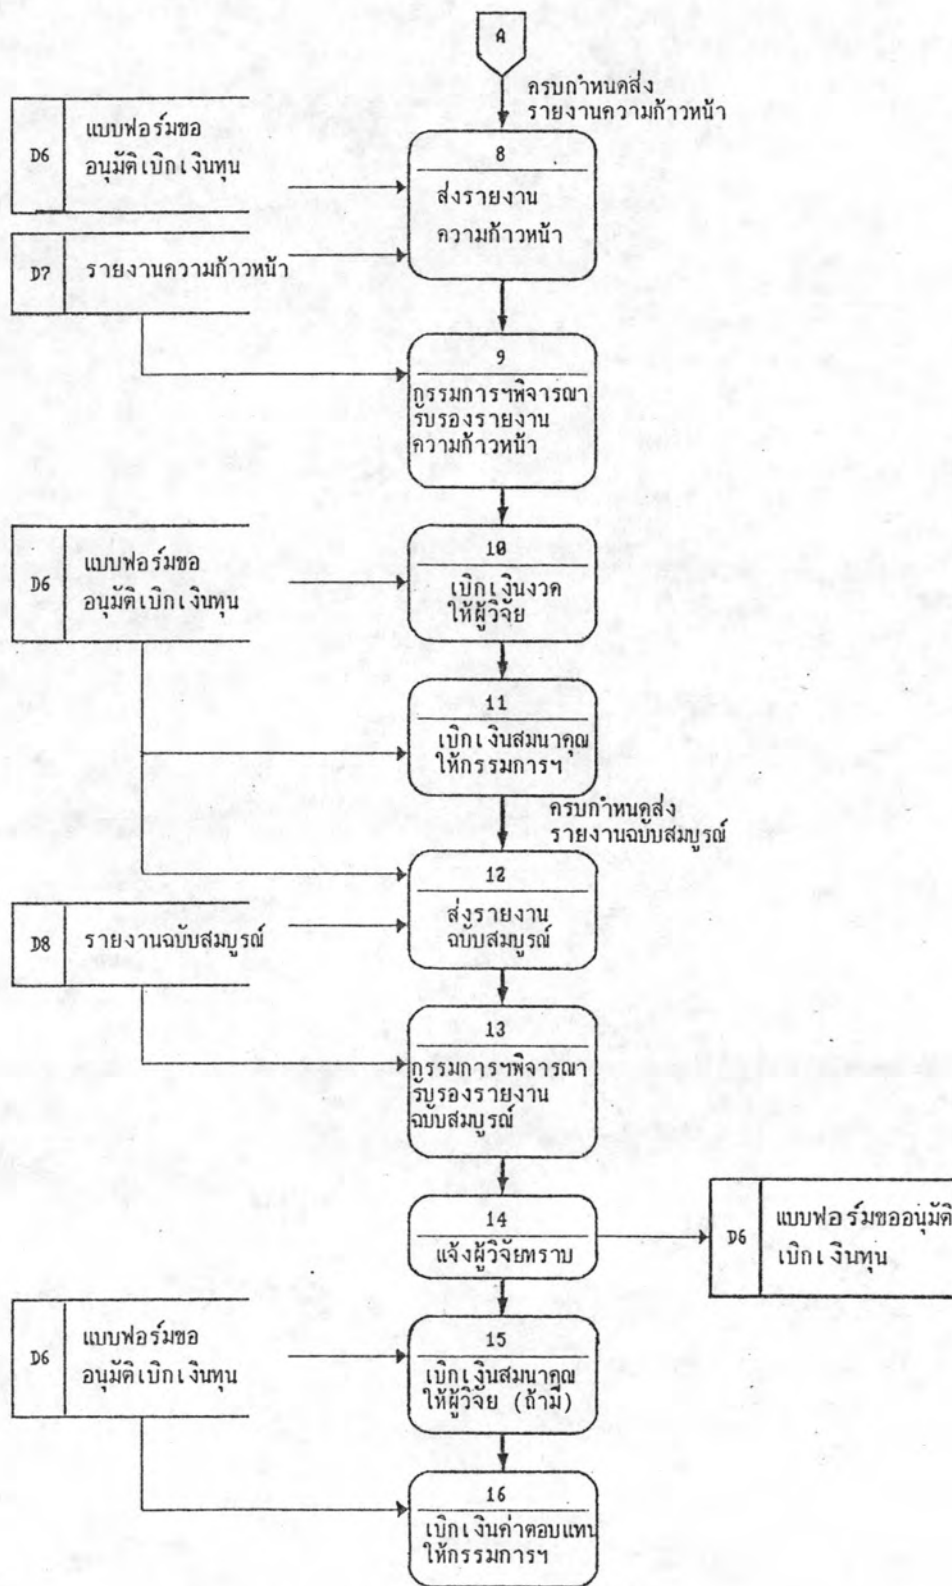 A
ครบกำหนดส่ง
รายงานความก้าวหน้า
D6
แบบฟอร์มขอ
อนุมัติเบิกเงินทุน
8
ส่งรายงาน
ความก้าวหน้า
D7
รายงานความก้าวหน้า
9
กรรมการฯพิจารณา
รับรองรายงาน
ความก้าวหน้า
D6
แบบฟอร์มขอ
อนุมัติเบิกเงินทุน
10
เบิกเงินงวด
ให้ผู้วิจัย
11
เบิกเงินสมนาคุณ
ให้กรรมการฯ
ครบกำหนดส่ง
รายงานฉบับสมบูรณ์
12
ส่งรายงาน
ฉบับสมบูรณ์
D8
รายงานฉบับสมบูรณ์
13
กรรมการฯพิจารณา
รับรองรายงาน
ฉบับสมบูรณ์
14
แจ้งผู้วิจัยทราบ
D6
แบบฟอร์มขออนุมัติ
เบิกเงินทุน
D6
แบบฟอร์มขอ
อนุมัติเบิกเงินทุน
15
เบิกเงินสมนาคุณ
ให้ผู้วิจัย (ถ้ามี)
16
เบิกเงินค่าตอบแทน
ให้กรรมการฯ